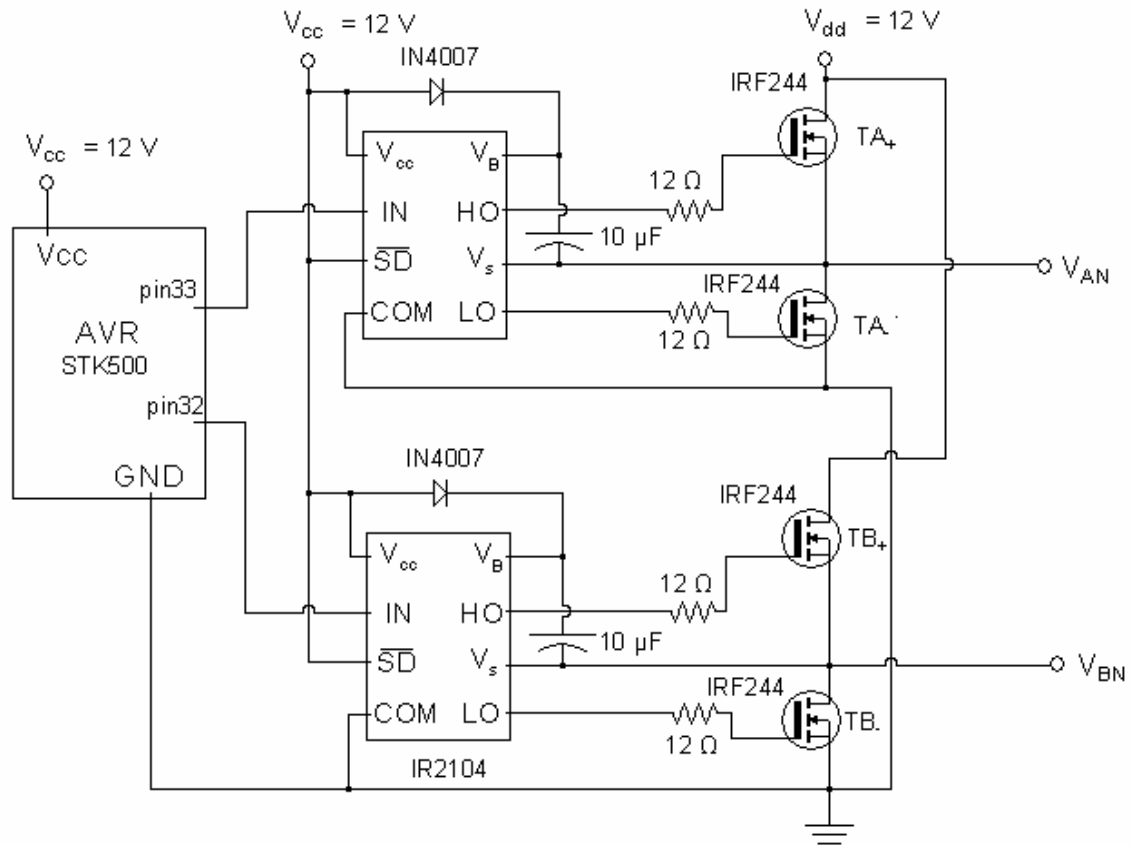 Vcc = 12 V
Vdd = 12 V
IN4007
IRF244
TA+
Vcc = 12 V
Vcc
VB
12 Ω
IN
HO
10 µF
Vcc
SD
Vs
IRF244
VAN
pin33
COM
LO
12 Ω
TA-
AVR
STK500
pin32
IN4007
GND
IRF244
TB+
Vcc
VB
12 Ω
IN
HO
10 µF
SD
Vs
VBN
IRF244
COM
LO
12 Ω
TB-
IR2104